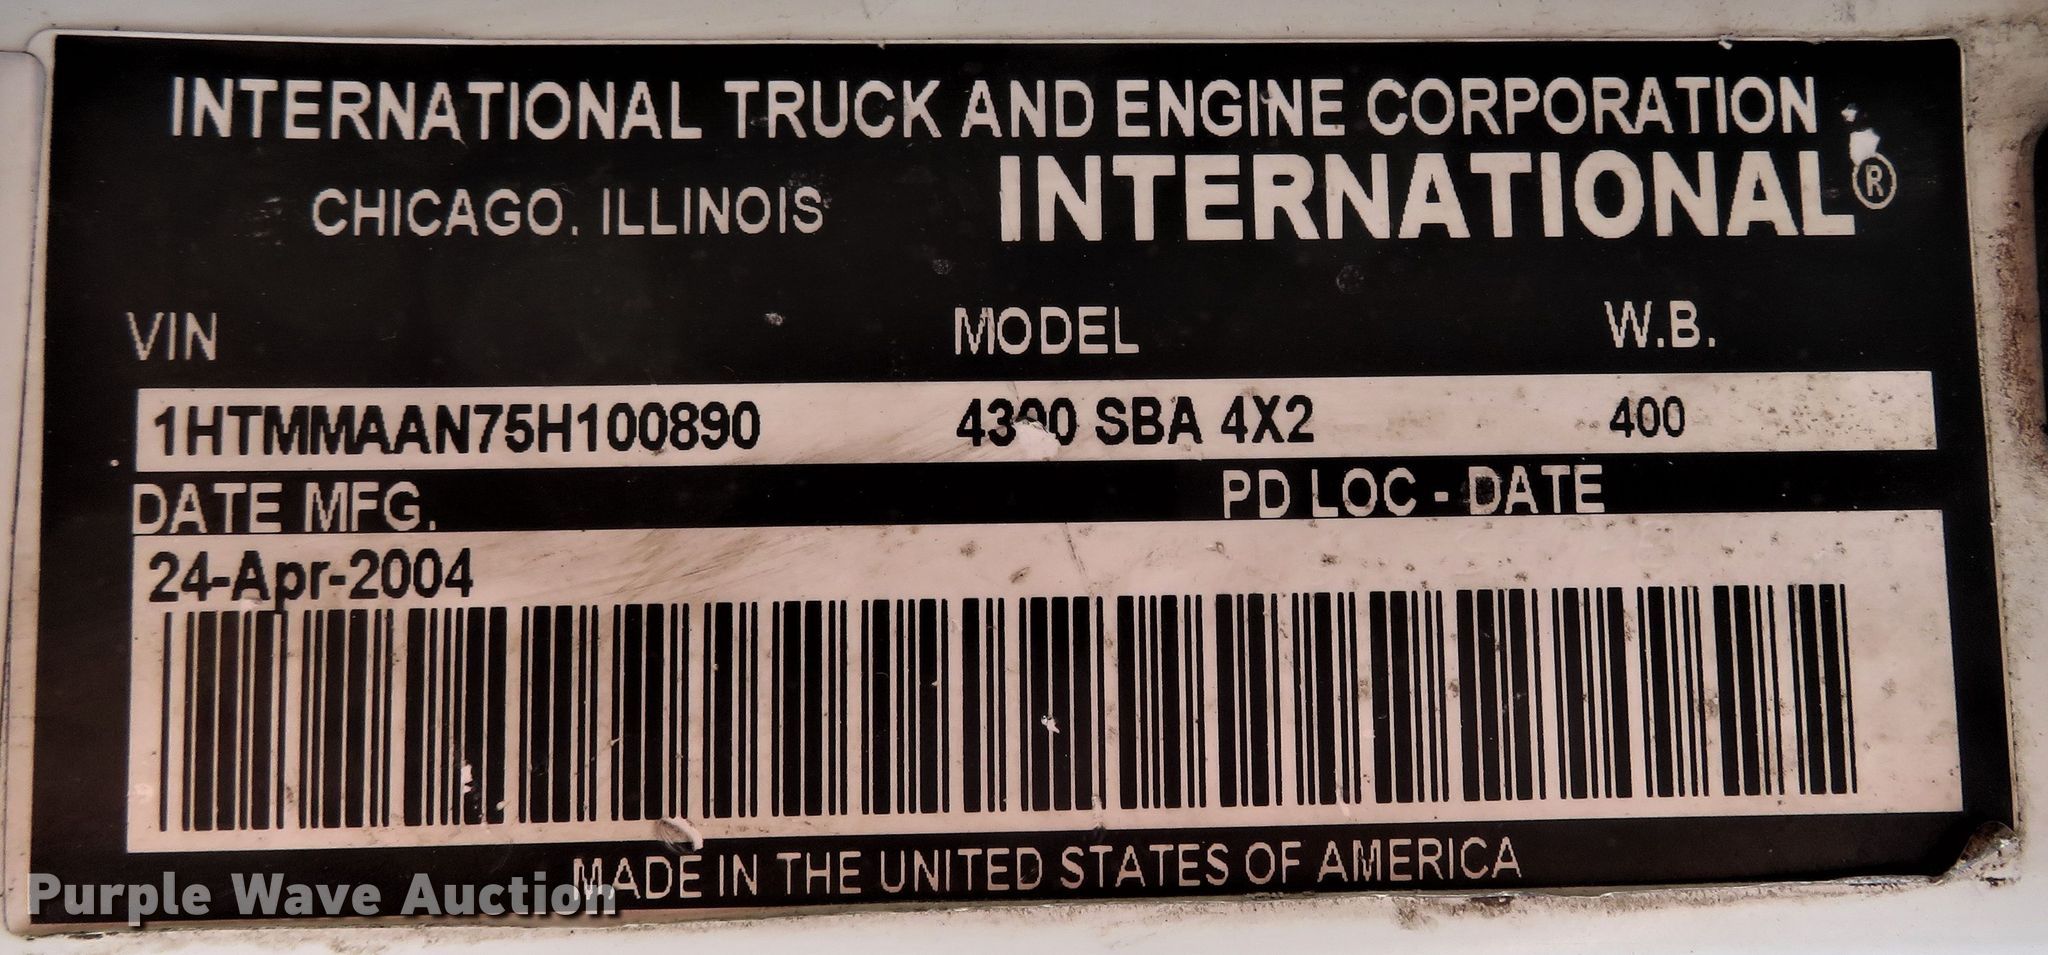 INTERNATIONAL TRUCK AND ENGINE CORPORATION
CHICAGO, ILLINOIS INTERNATIONAL®
VIN MODEL W.B.
1HTMMAAN75H100890 4300 SBA 4X2 400
DATE MFG. PD LOC - DATE
24-Apr-2004
MADE IN THE UNITED STATES OF AMERICA
Purple Wave Auction